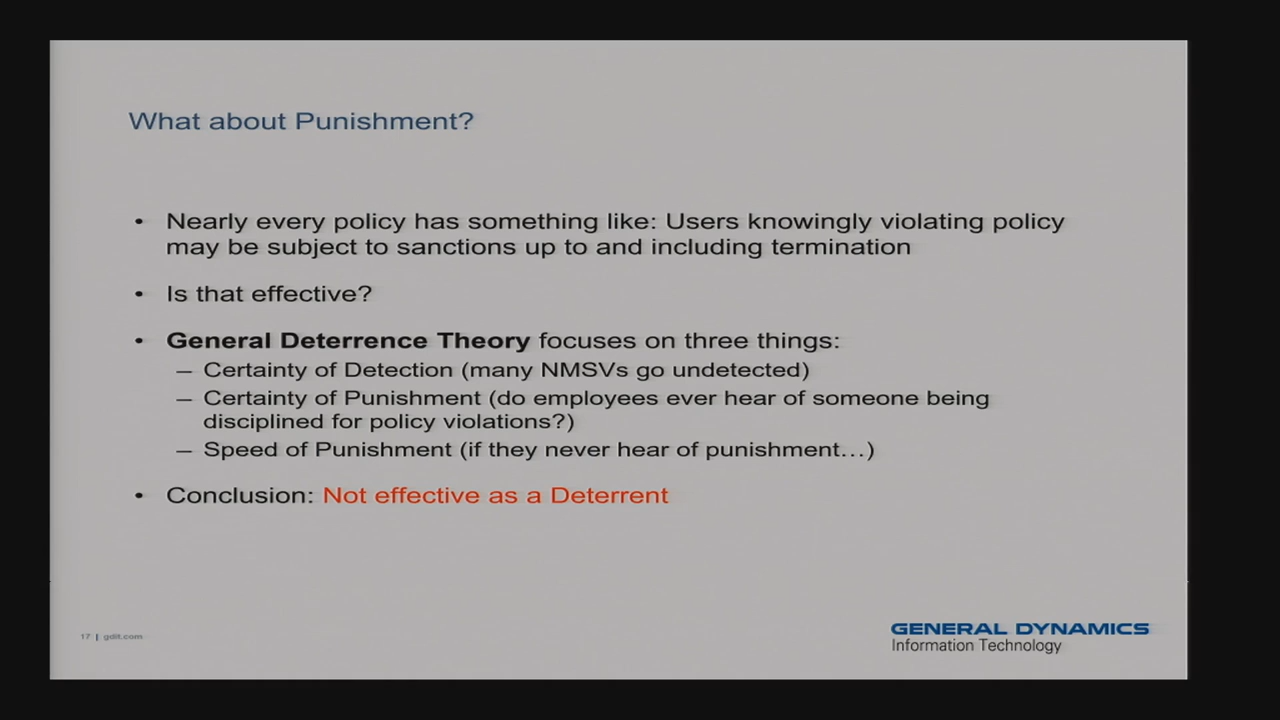 What about Punishment?
• Nearly every policy has something like: Users knowingly violating policy
may be subject to sanctions up to and including termination
• Is that effective?
• General Deterrence Theory focuses on three things:
– Certainty of Detection (many NMSVs go undetected)
– Certainty of Punishment (do employees ever hear of someone being
disciplined for policy violations?)
– Speed of Punishment (if they never hear of punishment…)
• Conclusion: Not effective as a Deterrent
17 | gdit.com
GENERAL DYNAMICS
Information Technology